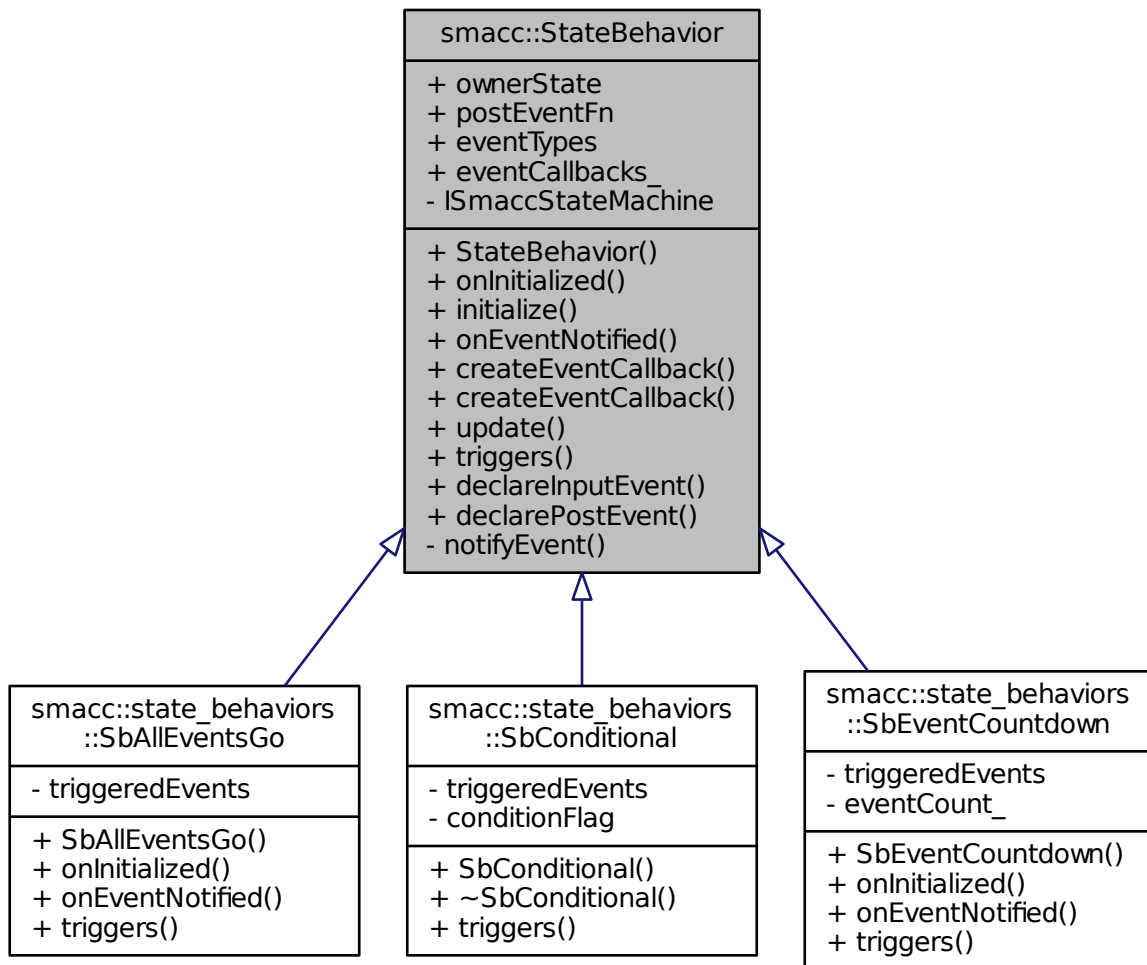 smacc::StateBehavior
+ ownerState
+ postEventFn
+ eventTypes
+ eventCallbacks_
- ISmaccStateMachine
+ StateBehavior()
+ onInitialized()
+ initialize()
+ onEventNotified()
+ createEventCallback()
+ createEventCallback()
+ update()
+ triggers()
+ declareInputEvent()
+ declarePostEvent()
- notifyEvent()
smacc::state_behaviors
::SbAllEventsGo
- triggeredEvents
+ SbAllEventsGo()
+ onInitialized()
+ onEventNotified()
+ triggers()
smacc::state_behaviors
::SbConditional
- triggeredEvents
- conditionFlag
+ SbConditional()
+ ~SbConditional()
+ triggers()
smacc::state_behaviors
::SbEventCountdown
- triggeredEvents
- eventCount_
+ SbEventCountdown()
+ onInitialized()
+ onEventNotified()
+ triggers()